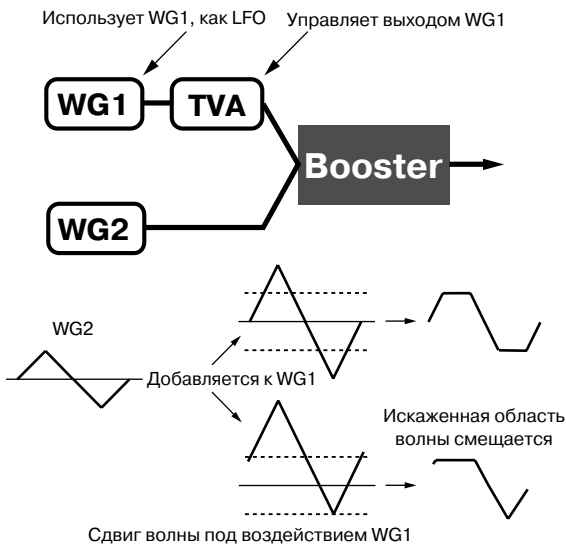 Использует WG1, как LFO
Управляет выходом WG1
WG1
TVA
Booster
WG2
WG2
Добавляется к WG1
Искаженная область
волны смещается
Сдвиг волны под воздействием WG1